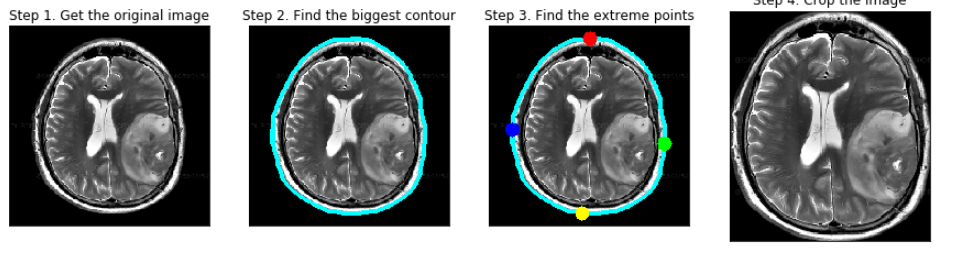 Step 1. Get the original image
Step 2. Find the biggest contour
Step 3. Find the extreme points
Step 4. Crop the image